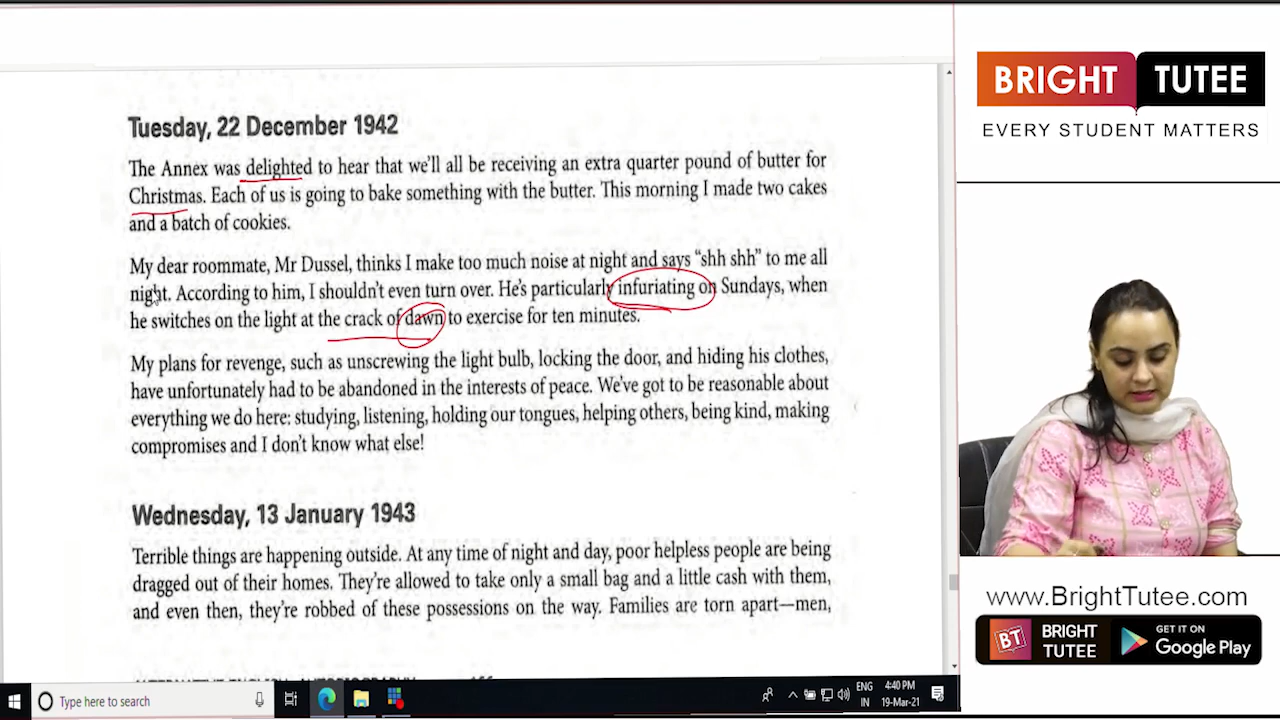 Tuesday, 22 December 1942
The Annex was delighted to hear that we'll all be receiving an extra quarter pound of butter for
Christmas. Each of us is going to bake something with the butter. This morning I made two cakes
and a batch of cookies.
My dear roommate, Mr Dussel, thinks I make too much noise at night and says “shh shh” to me all
night. According to him, I shouldn't even turn over. He's particularly infuriating on Sundays, when
he switches on the light at the crack of dawn to exercise for ten minutes.
My plans for revenge, such as unscrewing the light bulb, locking the door, and hiding his clothes,
have unfortunately had to be abandoned in the interests of peace. We've got to be reasonable about
everything we do here: studying, listening, holding our tongues, helping others, being kind, making
compromises and I don't know what else!
Wednesday, 13 January 1943
Terrible things are happening outside. At any time of night and day, poor helpless people are being
dragged out of their homes. They're allowed to take only a small bag and a little cash with them,
and even then, they're robbed of these possessions on the way. Families are torn apart—men,
BRIGHT TUTEE
EVERY STUDENT MATTERS
www.BrightTutee.com
BT BRIGHT TUTEE
GET IT ON
Google Play
Type here to search
ENG
IN
4:40 PM
19-Mar-21